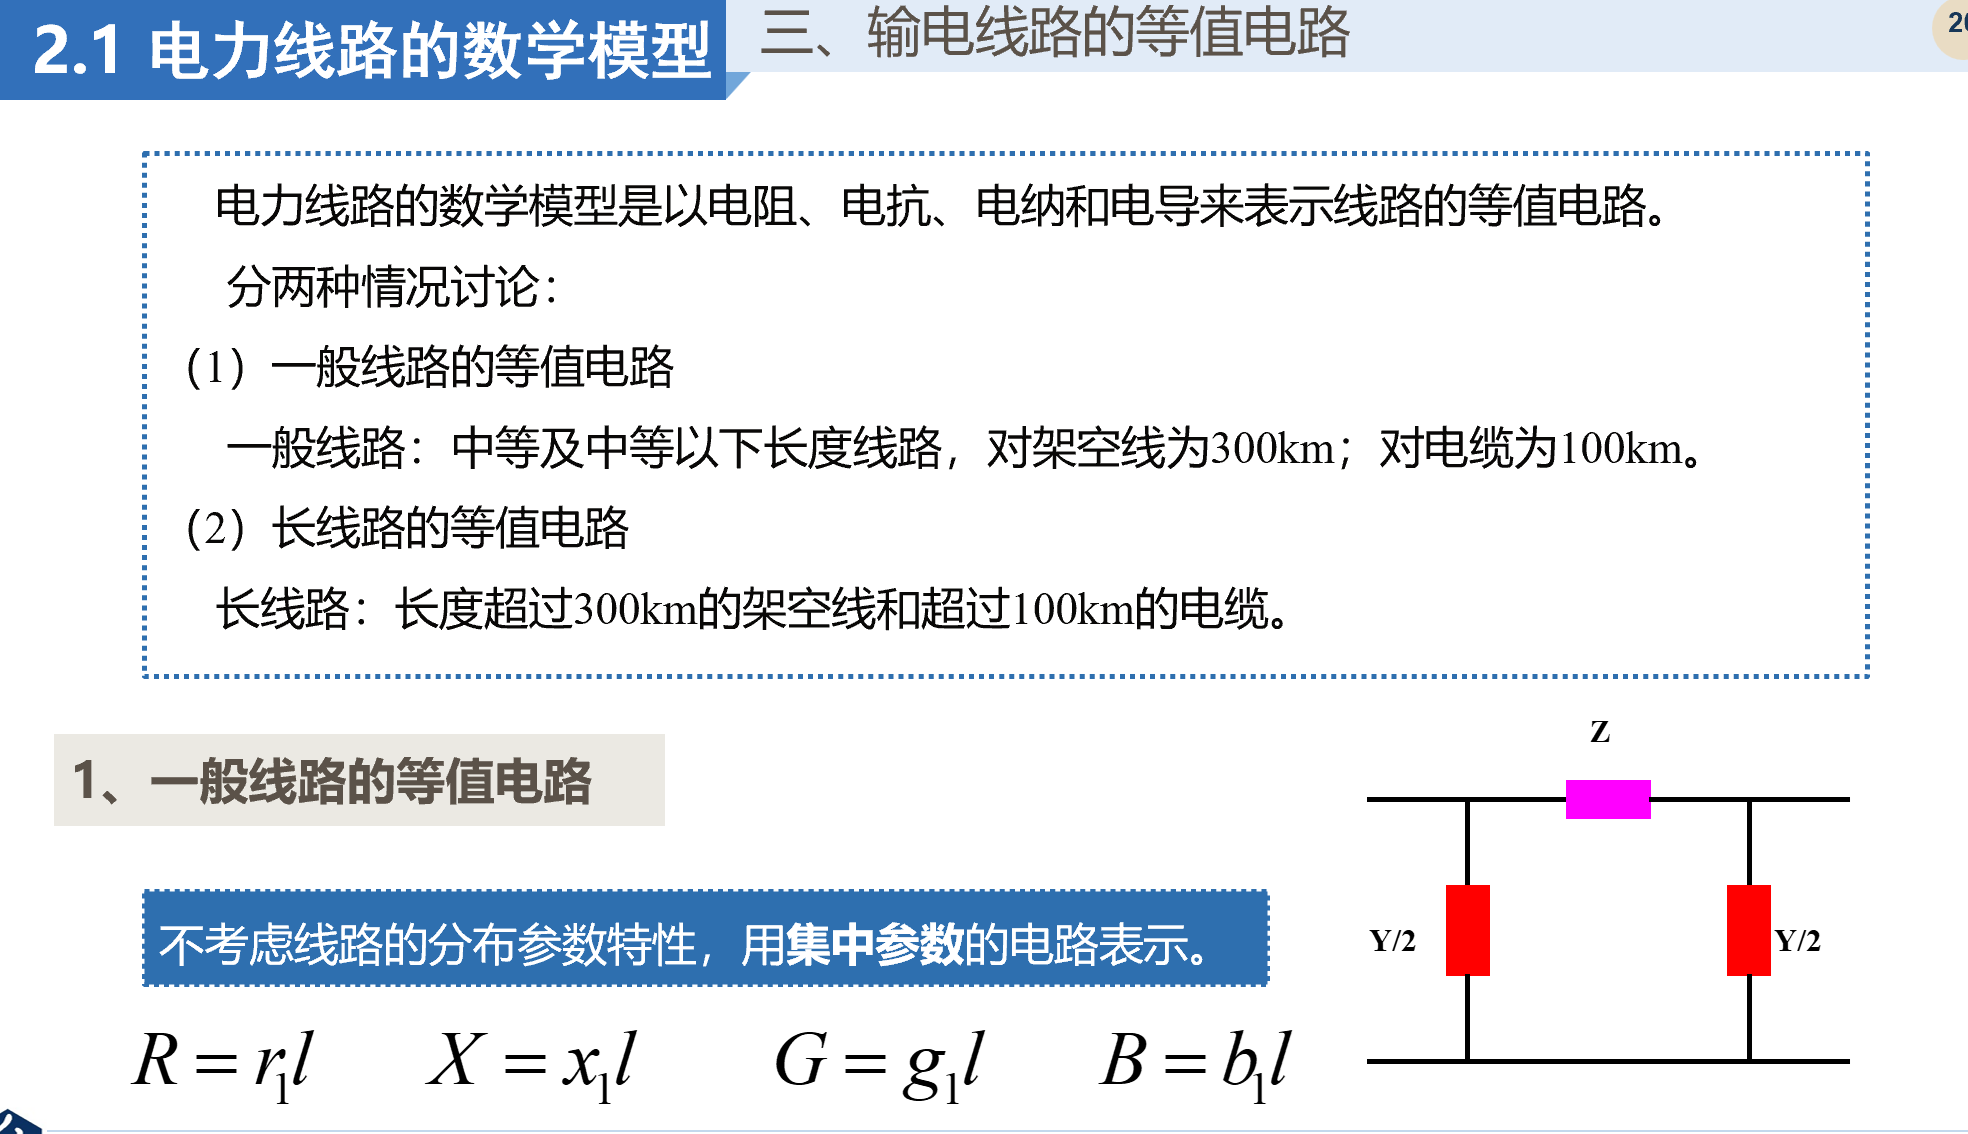 2.1 电力线路的数学模型
三、输电线路的等值电路
电力线路的数学模型是以电阻、电抗、电纳和电导来表示线路的等值电路。
分两种情况讨论：
（1）一般线路的等值电路
一般线路：中等及中等以下长度线路，对架空线为300km；对电缆为100km。
（2）长线路的等值电路
长线路：长度超过300km的架空线和超过100km的电缆。
1、一般线路的等值电路
不考虑线路的分布参数特性，用集中参数的电路表示。
R = r₁l X = x₁l G = g₁l B = b₁l
Z
Y/2
Y/2